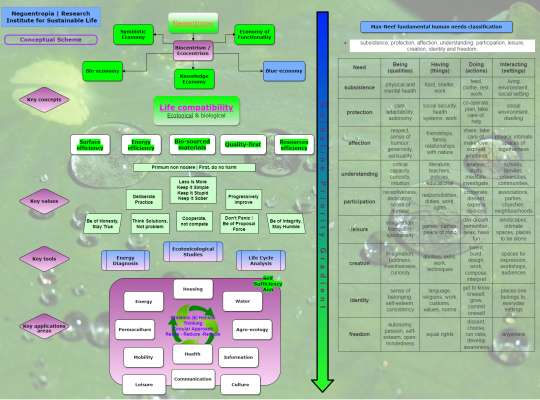 Neguentropia | Research
Institute for Sustainable Life
Conceptual Scheme
Neguentropy
Symbiotic
Economy
Biocentrism /
Ecocentrism
Economy of
Functionality
Bio-economy
Knowledge
Economy
Blue-economy
Key concepts
Life compatibility
Ecological & biological
Surface
efficiency
Energy
efficiency
Bio-sourced
materials
Quality-first
Resources
efficiency
Primum non nocere | First, do no harm
Key values
Deliberate
Practice
Less is More
Keep it Simple
Keep it Stupid
Keep it Sober
Progressively
Improve
Be of Honesty,
Stay True
Think Solutions,
Not problem
Cooperate,
not compete
Don't Panic !
Be of Proposal
Force
Be of Integrity,
Stay Humble
Key tools
Energy
Diagnosis
Ecotoxicological
Studies
Life Cycle
Analysis
Self
Sufficiency
Aim
Key applications
areas
Housing
Energy
Water
Permaculture
Thinking
Circular Approach
Agro-ecology
Mobility
Health
Information
Leisure
Communication
Culture
Gradient
Max-Neef fundamental human needs classification
subsistence, protection, affection, understanding, participation, leisure,
creation, identity and freedom.
Need
Being
(qualities)
Having
(things)
Doing
(actions)
Interacting
(settings)
subsistence
physical and
mental health
food, shelter,
work
feed,
clothe, rest,
work
living
environment,
social setting
protection
care,
adaptability
autonomy
social security,
health
systems, work
co-operate,
plan, take
care of,
help
social
environment,
dwelling
affection
respect,
sense of
humour,
generosity,
sensuality
friendships,
family,
relationships
with nature
share, take
care of,
make love,
express
emotions
privacy, intimate
spaces of
togetherness
understanding
critical
capacity,
curiosity,
intuition
literature,
teachers,
policies
educational
analyse,
study, meditate
investigate
schools,
families
universities,
communities,
participation
receptiveness,
dedication,
sense of
humour
responsibilities,
duties, work,
rights
cooperate,
dissent,
express
opinions
associations,
parties,
churches,
neighbourhoods
leisure
imagination,
tranquility
spontaneity
games, parties,
peace of mind
day-dream,
remember,
relax, have
fun
landscapes,
intimate
spaces, places
to be alone
creation
imagination,
boldness,
inventiveness,
curiosity
abilities, skills,
work,
techniques
invent,
build,
design,
work,
compose,
interpret
spaces for
expression,
workshops,
audiences
identity
sense of
belonging,
self-esteem,
consistency
language,
religions, work,
customs,
values, norms
get to know
oneself,
grow,
commit
oneself
places one
belongs to,
everyday
settings
freedom
autonomy,
passion, self-
esteem, open-
mindedness
equal rights
dissent,
choose,
run risks,
develop
awareness
anywhere